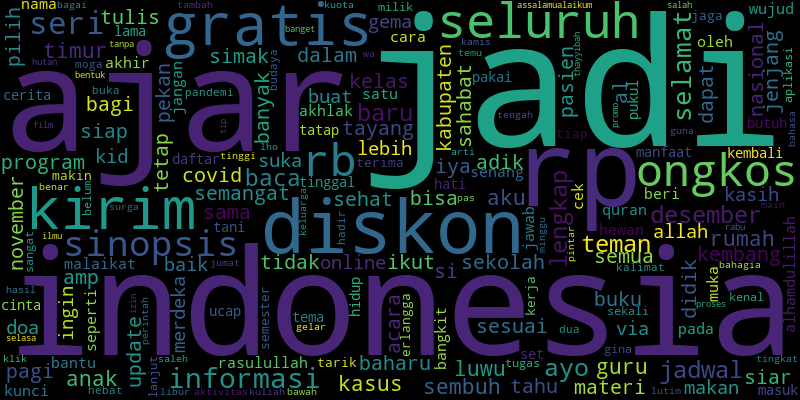 nama bagai tambah kuota assalamualaikum salah
seri tulis gratis milik seluruh jaga wujud
pilih timur lama simak dalam gema cara selamat oleh nasional jenjang
akhir pekan jangan banyak banget budaya wa kamis temu thayyibah pasien dapat aplikasi
hutan moga tanpa bentuk
ajar jadi
cerita buka pandemi kelas kabupaten sahabat pakai al pukul
bagi buat satu baru promo
film siap tip akhlak tatap tayang tengah tiap guna butuh bahasa
program kid tetap daftar tinggi lho suka rb terima lebih iya adik arti senang rp manfaat kembali
makin covid baca tinggal hati ongkos
november benar belum surga semangat sehat bisa pas aku lengkap cek beri kasih
kirim sama keluarga jawab quran desember
sangat ilmu tani diskon hadir minggu pintar hewan allah rabu main
sinopsis teman semua rumah
malaikat baik jumat tidak online ikut si sekolah kalimat kembang alhamdulillah
indonesia
hasil amp muka bahagia
cinta ingin seperti merdeka semester hidup acara erlangga bangkit kerja buku didik kenal
doa update izin perintah ucap tema sesuai dua sekali via pada proses
selasa gelar
klik bantu lanjut saleh rasulullah tarik baharu luwu tugas set ayo gina guru jadwal tingkat
pagi anak informasi kasus sembuh tahu materi siar
kunci hebat libur aktivitas kuliah bawah lutim makan masuk